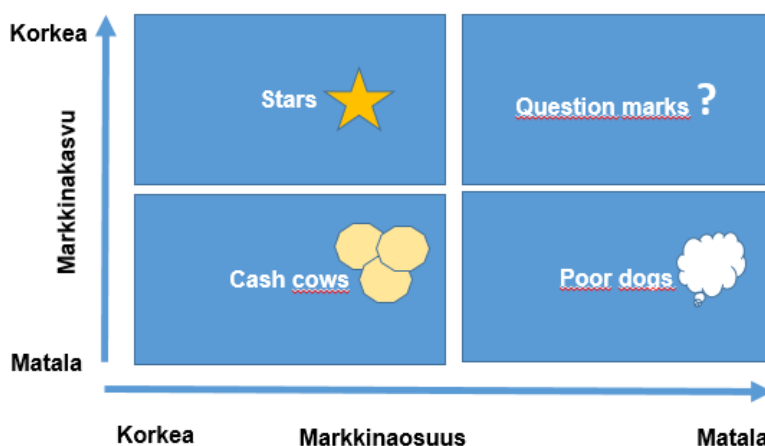 Korkea
Markkinakasvu
Matala
Stars
Question marks ?
Cash cows
Poor dogs
Korkea
Markkinaosuus
Matala